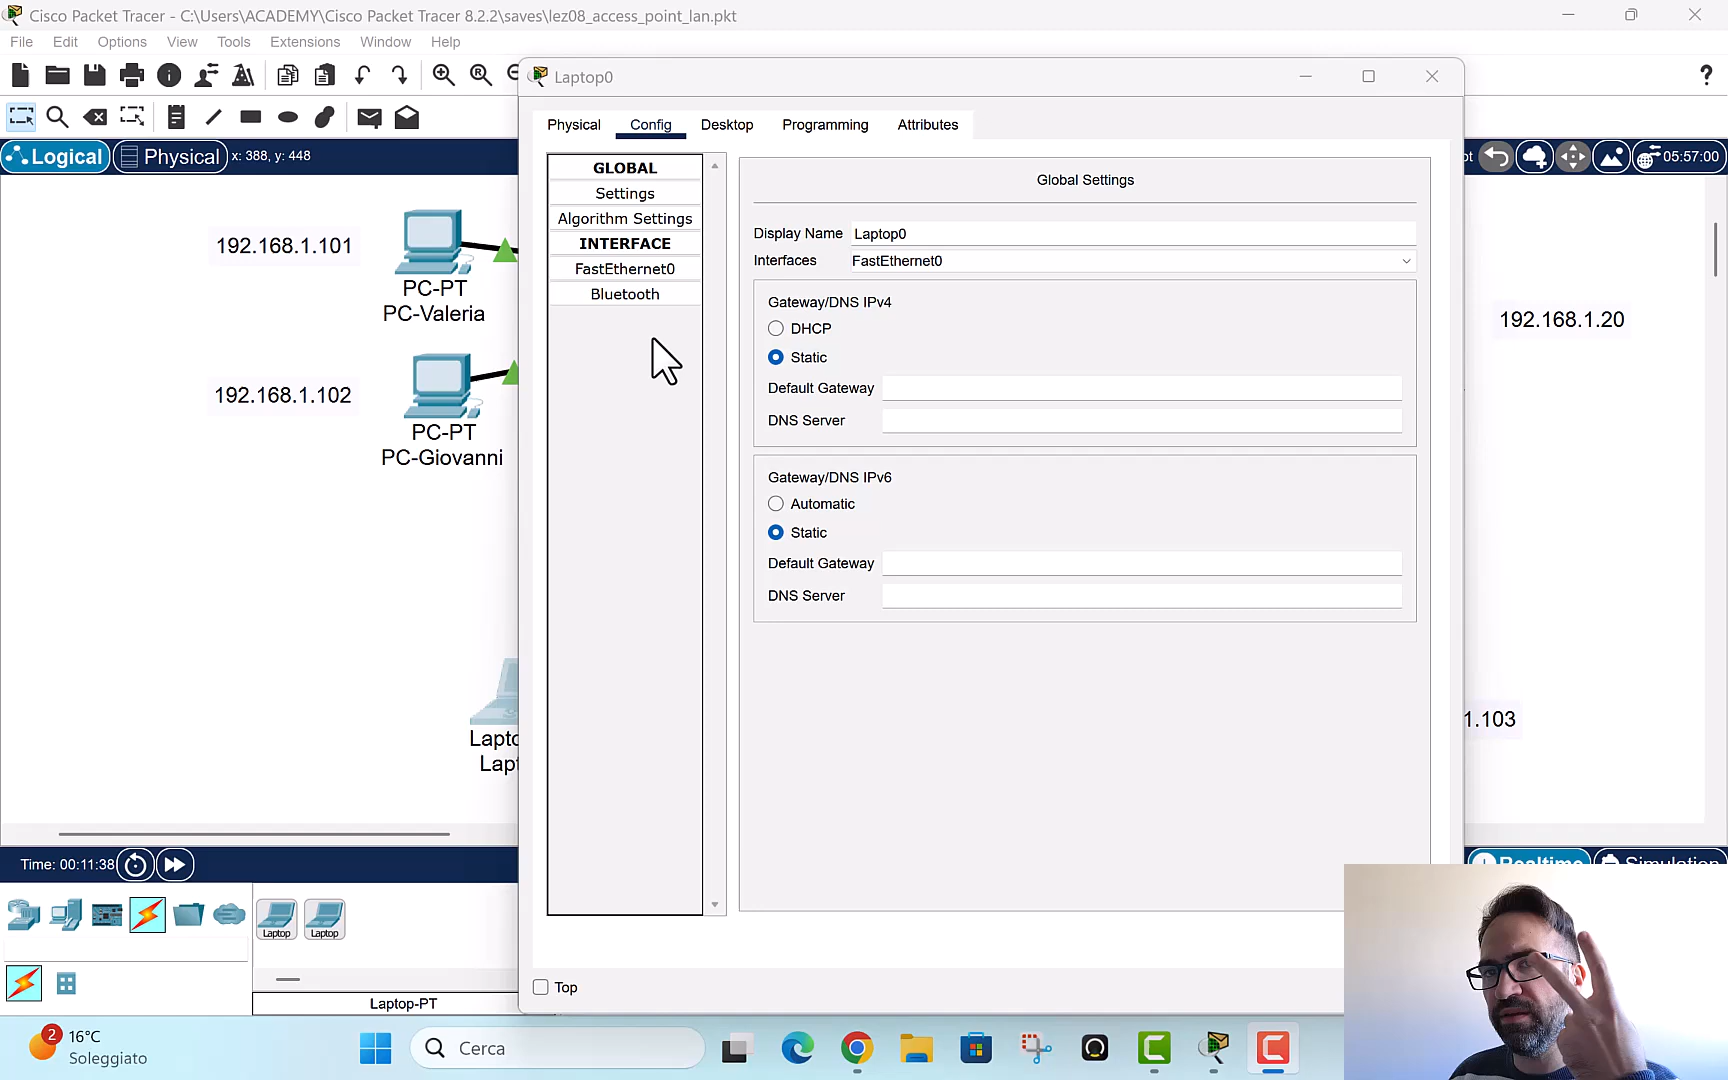 Cisco Packet Tracer - C:\Users\ACADEMY\Cisco Packet Tracer 8.2.2\saves\lez08_access_point_lan.pkt
File Edit Options View Tools Extensions Window Help
Laptop0
Physical Config Desktop Programming Attributes
Logical Physical x: 388, y: 448
05:57:00
GLOBAL
Settings
Algorithm Settings
INTERFACE
FastEthernet0
Bluetooth
Global Settings
Display Name Laptop0
Interfaces FastEthernet0
Gateway/DNS IPv4
DHCP
Static
Default Gateway
DNS Server
Gateway/DNS IPv6
Automatic
Static
Default Gateway
DNS Server
Top
192.168.1.101
PC-PT
PC-Valeria
192.168.1.102
PC-PT
PC-Giovanni
192.168.1.20
1.103
Time: 00:11:38
Realtime Simulation
Laptop Laptop
Laptop-PT
2 16°C
Soleggiato
Cerca